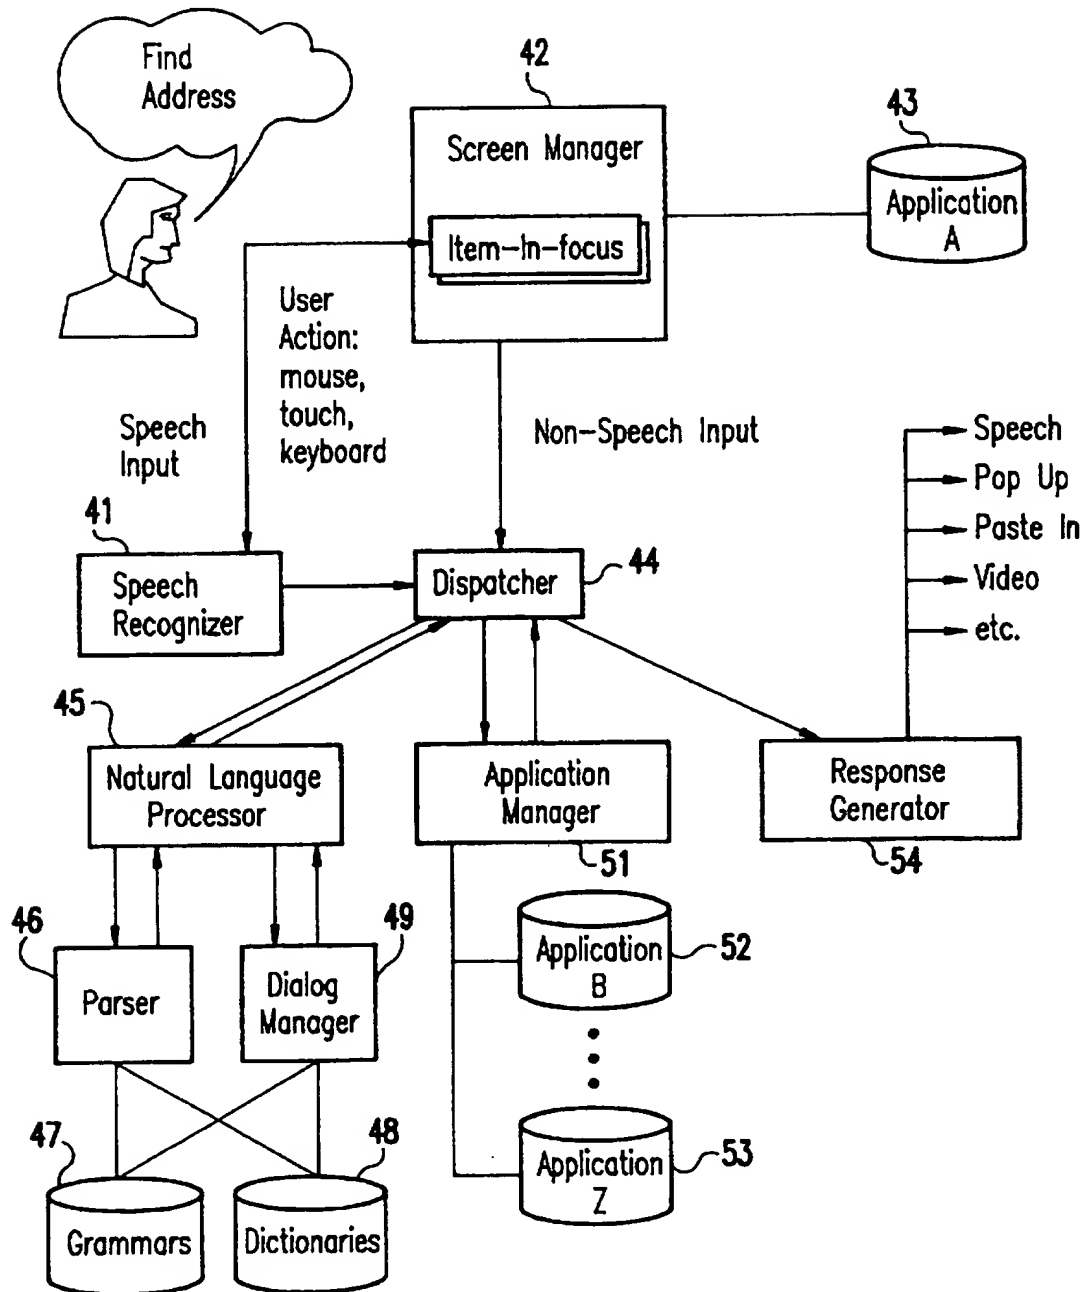 Find
Address
42
Screen Manager
Item-In-focus
43
Application
A
User
Action:
mouse,
touch,
keyboard
Speech
Input
Non-Speech Input
Speech
Pop Up
Paste In
Video
etc.
41
Speech
Recognizer
Dispatcher
44
45
Natural Language
Processor
Application
Manager
51
Response
Generator
54
46
Parser
49
Dialog
Manager
Application
B
52
47
Grammars
48
Dictionaries
Application
Z
53